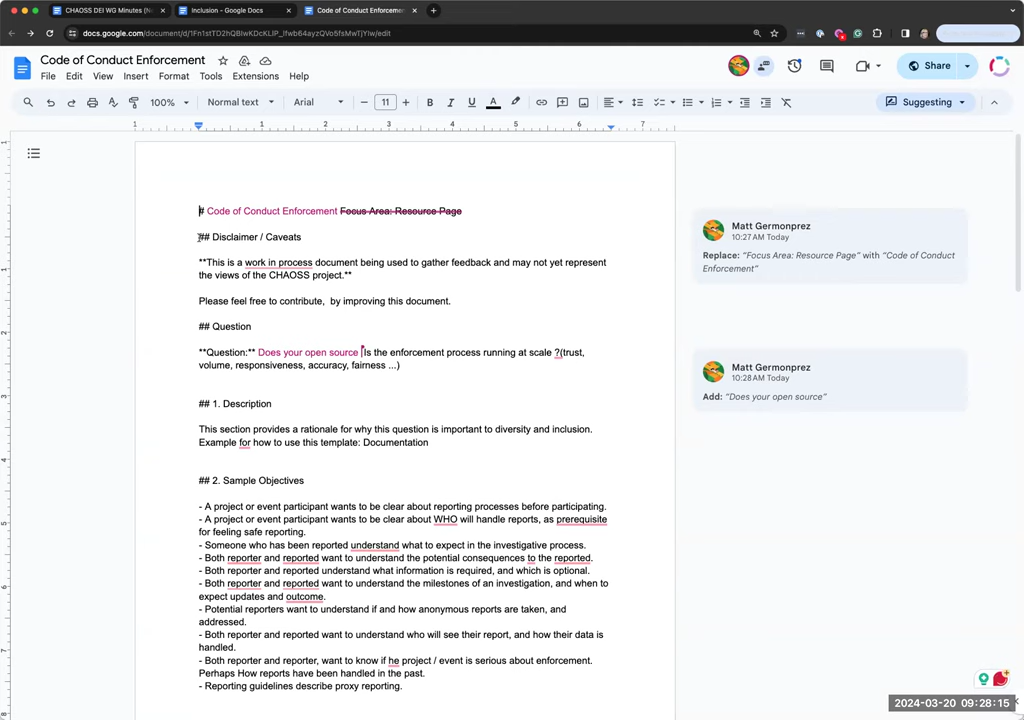 CHAOSS DEI WG Minutes (N
Inclusion - Google Docs
Code of Conduct Enforcemen
docs.google.com/document/d/1Fn1stTD2hQBIwKDcKLIP_Ifwb64ayzQVo5fsMwTjYlw/edit
Code of Conduct Enforcement
File Edit View Insert Format Tools Extensions Help
Share
100% Normal text Arial 11 B I U A
Suggesting
1 1 2 3 4 5 6 7
# Code of Conduct Enforcement Focus Area: Resource Page
## Disclaimer / Caveats
**This is a work in process document being used to gather feedback and may not yet represent
the views of the CHAOSS project.**
Please feel free to contribute, by improving this document.
## Question
**Question:** Does your open source Is the enforcement process running at scale ?(trust,
volume, responsiveness, accuracy, fairness ...)
## 1. Description
This section provides a rationale for why this question is important to diversity and inclusion.
Example for how to use this template: Documentation
## 2. Sample Objectives
- A project or event participant wants to be clear about reporting processes before participating.
- A project or event participant wants to be clear about WHO will handle reports, as prerequisite
for feeling safe reporting.
- Someone who has been reported understand what to expect in the investigative process.
- Both reporter and reported want to understand the potential consequences to the reported.
- Both reporter and reported understand what information is required, and which is optional.
- Both reporter and reported want to understand the milestones of an investigation, and when to
expect updates and outcome.
- Potential reporters want to understand if and how anonymous reports are taken, and
addressed.
- Both reporter and reported want to understand who will see their report, and how their data is
handled.
- Both reporter and reporter, want to know if he project / event is serious about enforcement.
Perhaps How reports have been handled in the past.
- Reporting guidelines describe proxy reporting.
Matt Germonprez
10:27 AM Today
Replace: "Focus Area: Resource Page" with "Code of Conduct
Enforcement"
Matt Germonprez
10:28 AM Today
Add: "Does your open source"
2024-03-20 09:28:15